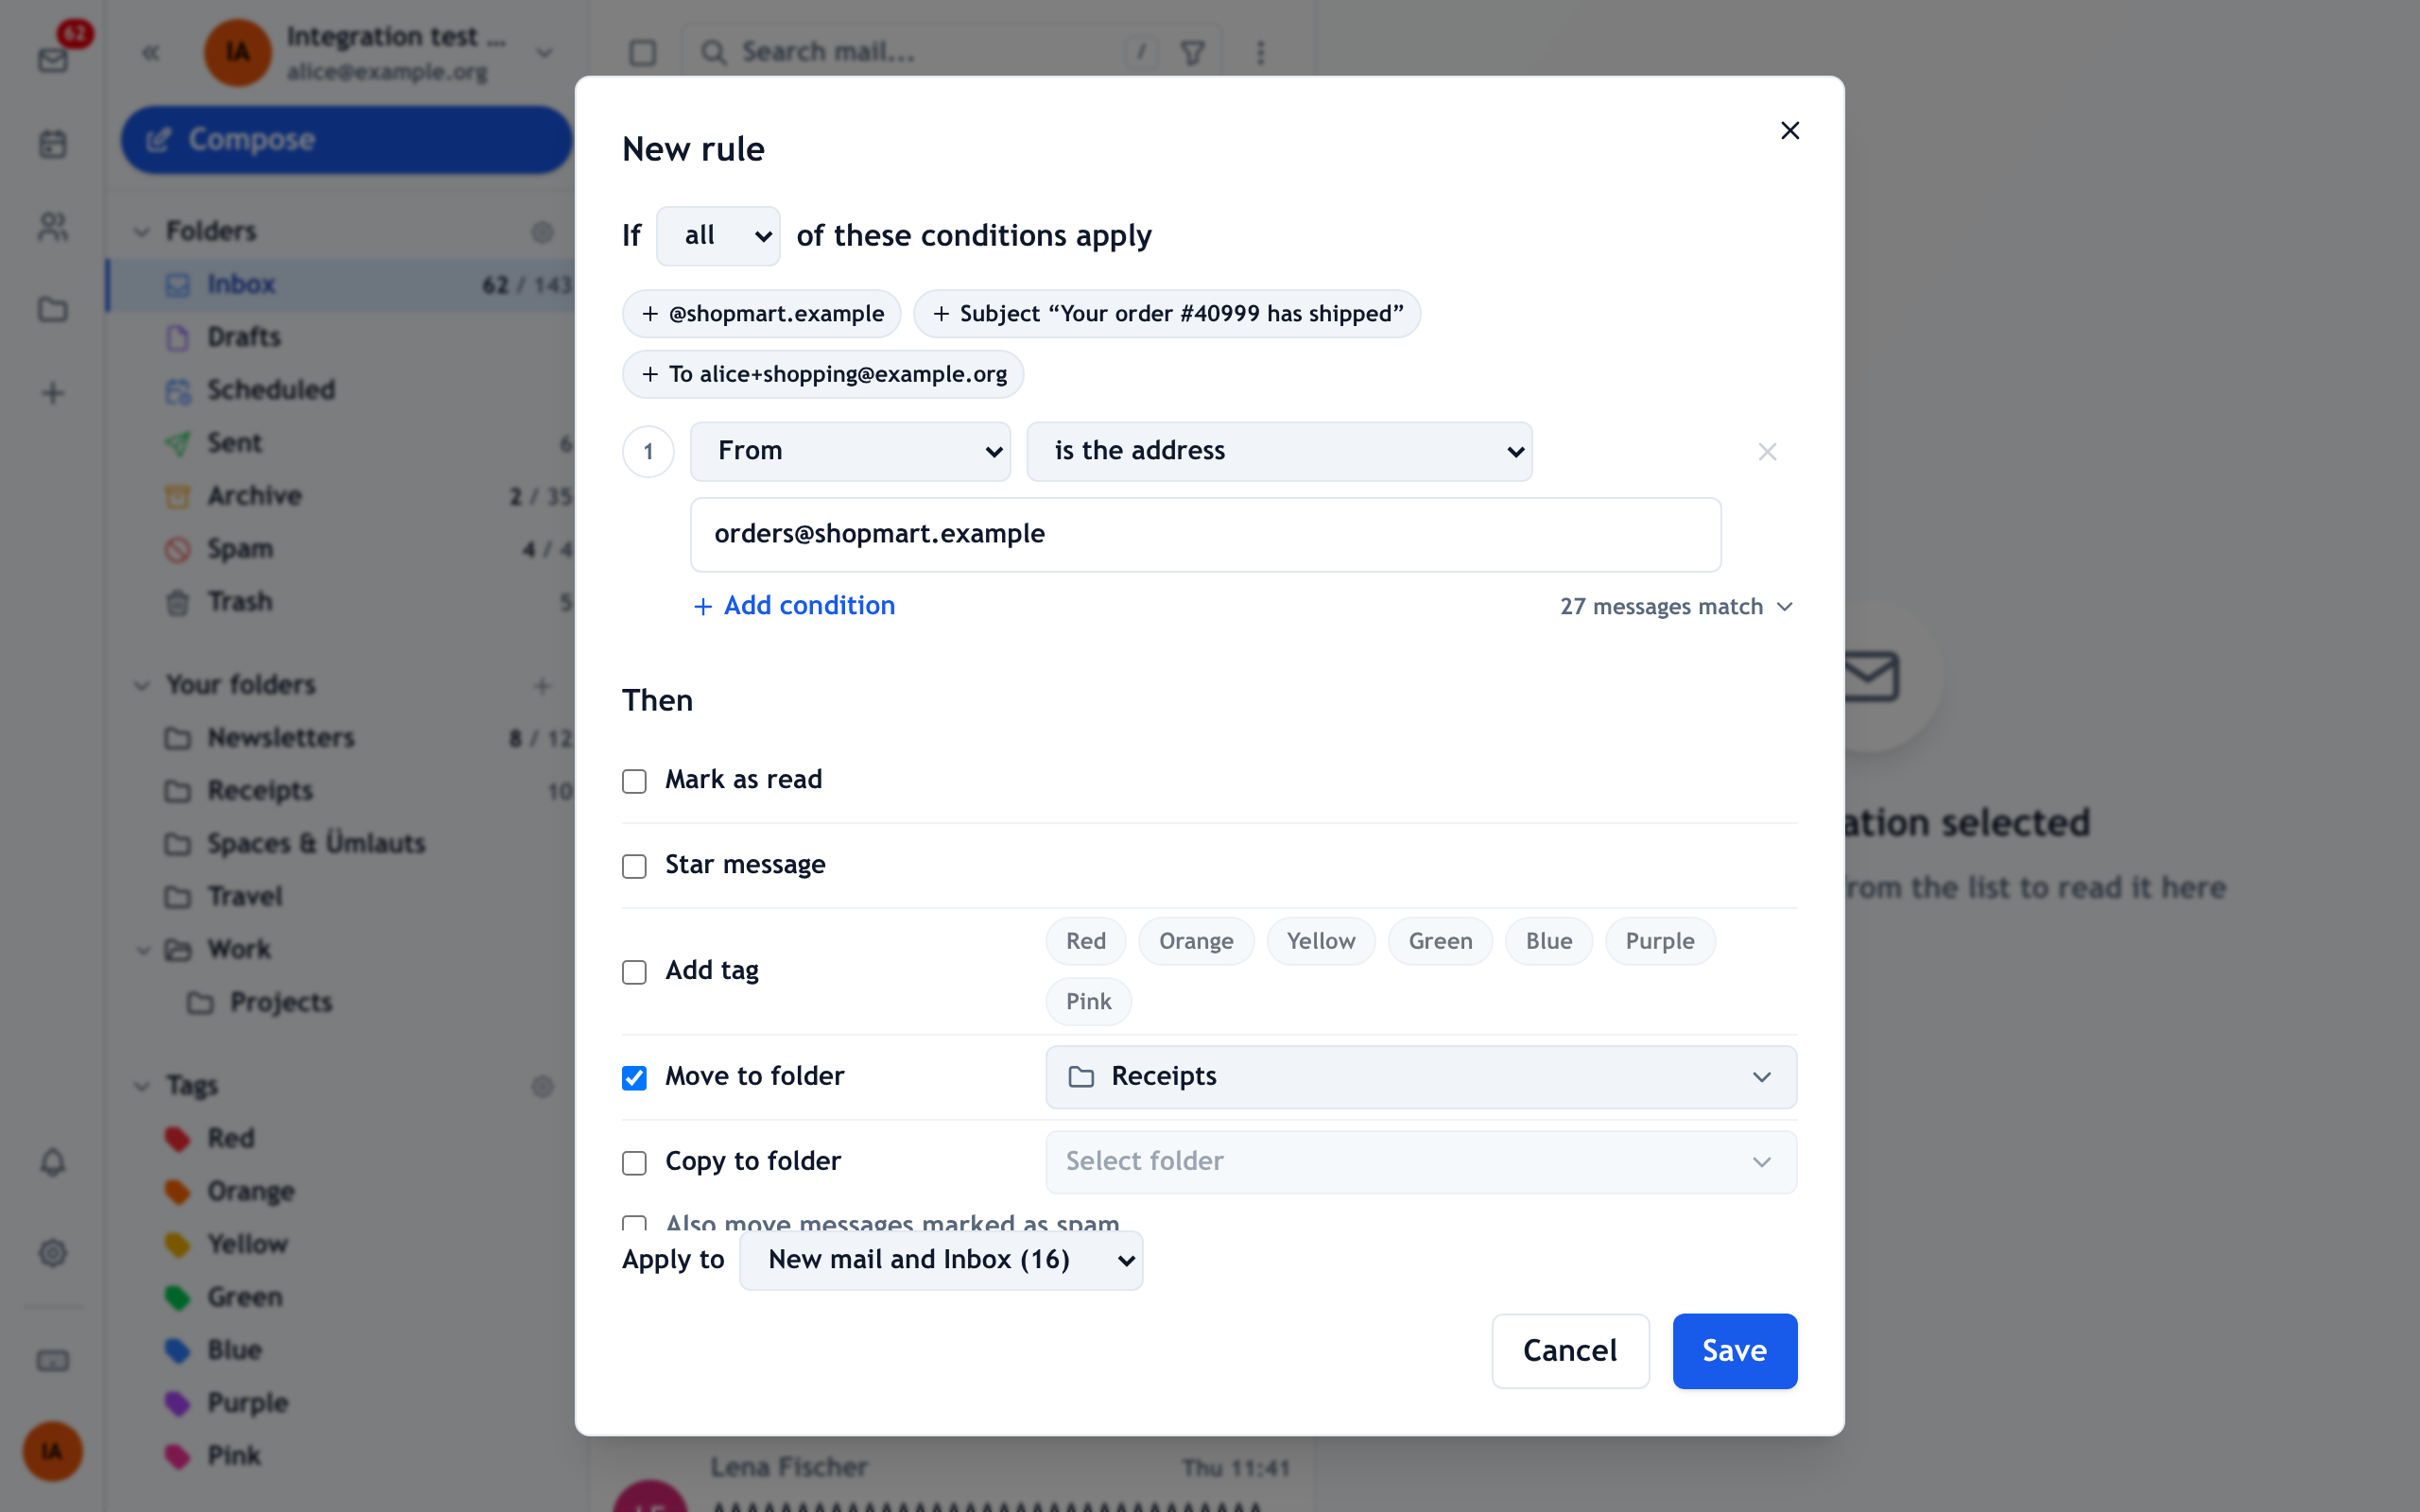 62
IA
Integration test ...
alice@example.org
Search mail...
/
Compose
Folders
Inbox
62 / 143
Drafts
Scheduled
Sent
6
Archive
2 / 35
Spam
4 / 4
Trash
5
Your folders
Newsletters
8 / 12
Receipts
10
Spaces & Ümlauts
Travel
Work
Projects
Tags
Red
Orange
Yellow
Green
Blue
Purple
Pink
IA
New rule
If all of these conditions apply
+ @shopmart.example
+ Subject “Your order #40999 has shipped”
+ To alice+shopping@example.org
1
From
is the address
orders@shopmart.example
+ Add condition
27 messages match
Then
Mark as read
Star message
Add tag
Red
Orange
Yellow
Green
Blue
Purple
Pink
Move to folder
Receipts
Copy to folder
Select folder
Also move messages marked as spam
Apply to
New mail and Inbox (16)
Cancel
Save
selected
from the list to read it here
Lena Fischer
Thu 11:41